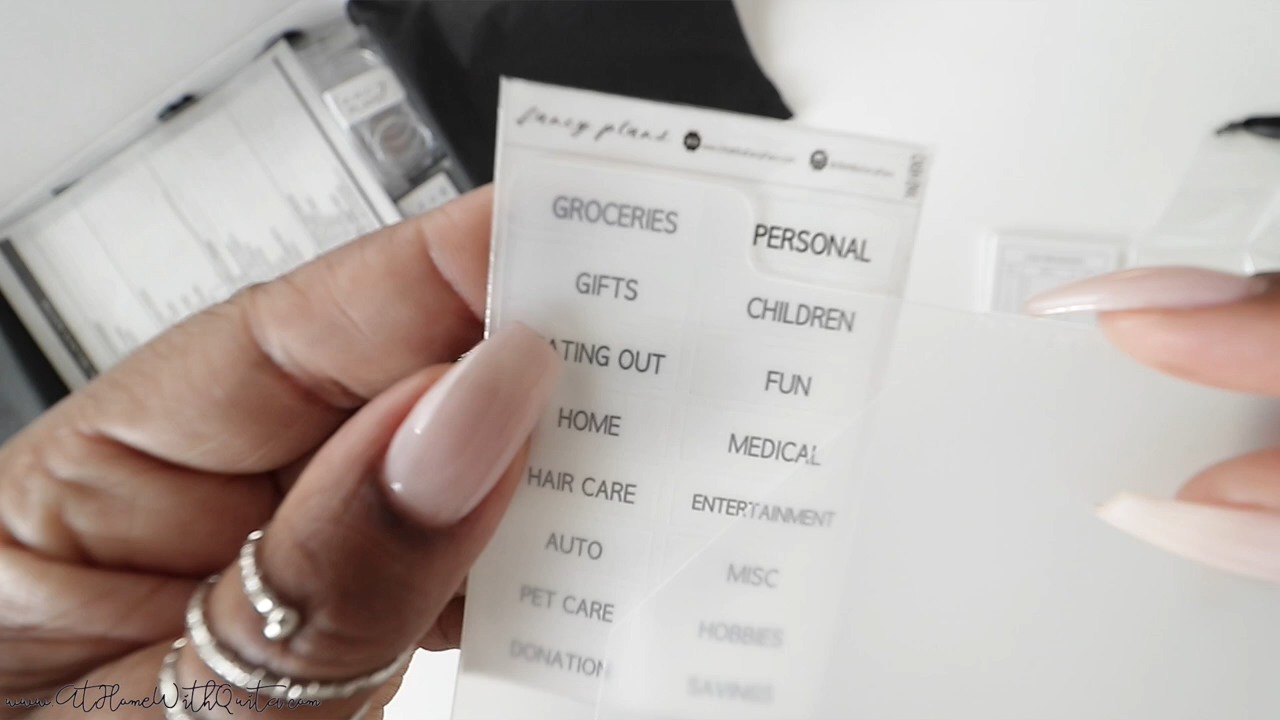 fancy plans
GROCERIES
PERSONAL
GIFTS
CHILDREN
ATING OUT
FUN
HOME
MEDICAL
HAIR CARE
ENTERTAINMENT
AUTO
MISC
PET CARE
HOBBIES
DONATION
SAVINGS
www.AtHomeWithQuita.com